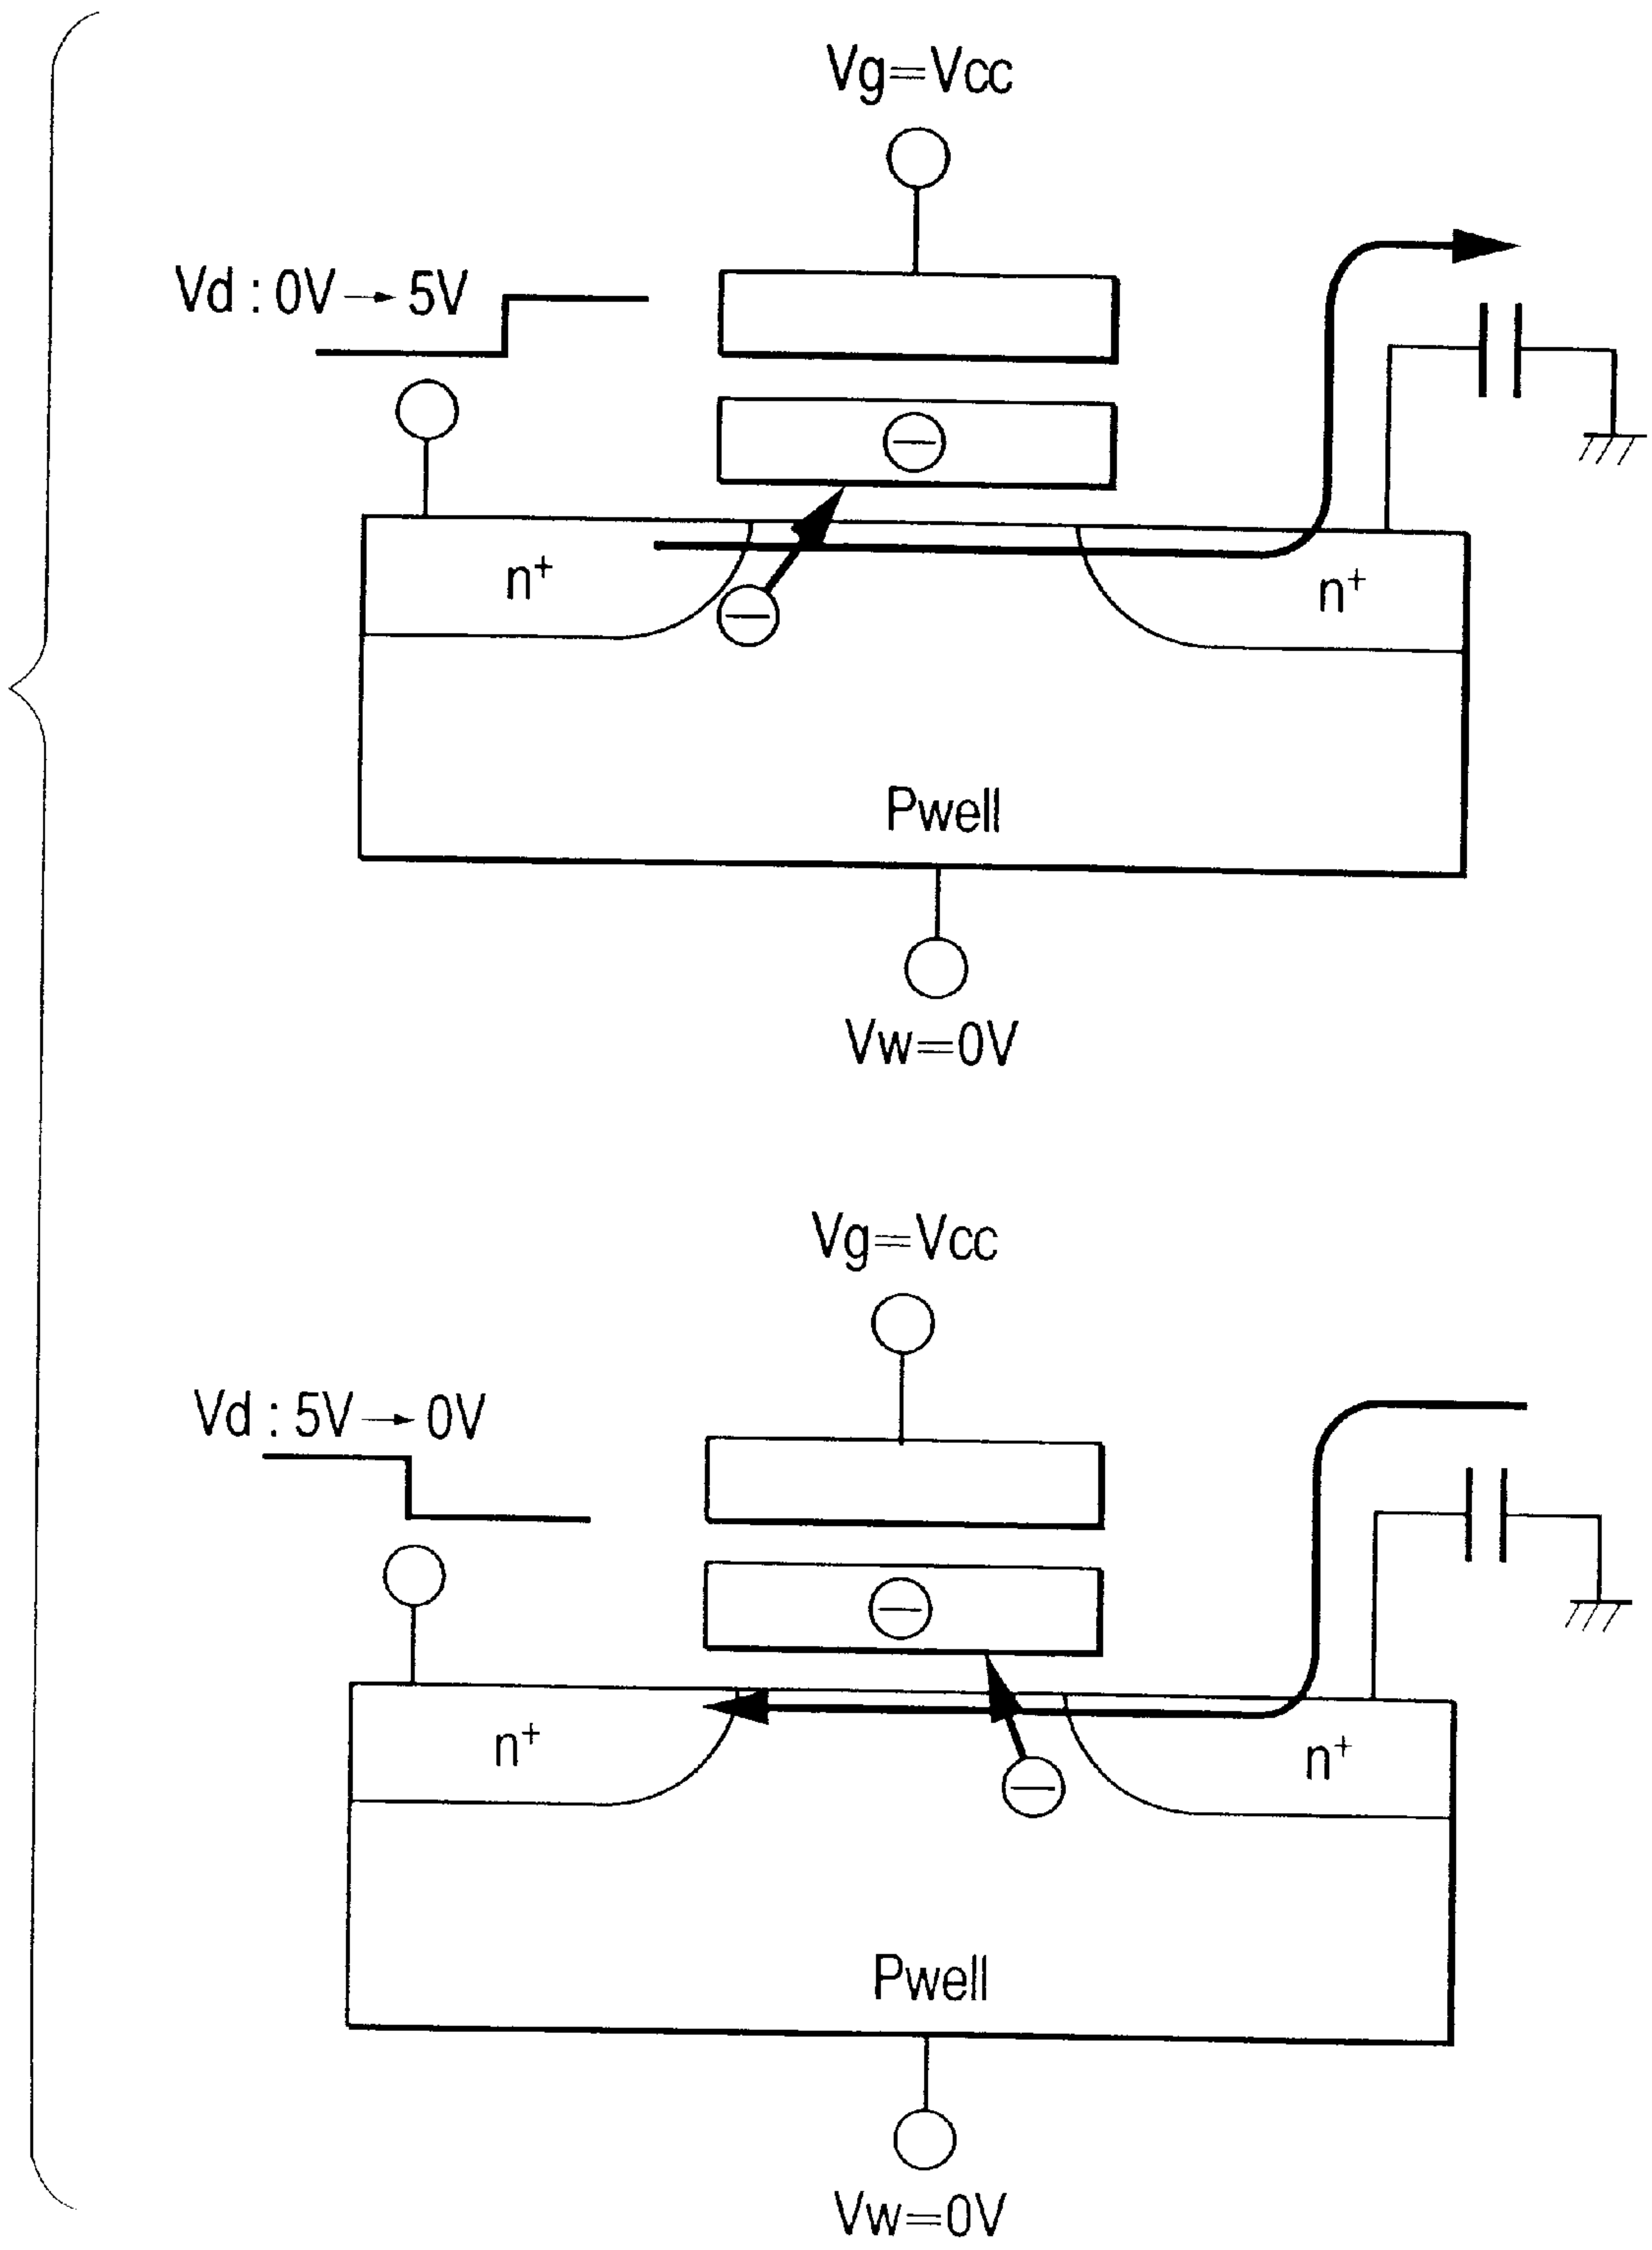 Vg=Vcc
Vd : 0V→5V
⊖
n⁺
n⁺
⊖
Pwell
Vw=0V
Vg=Vcc
Vd : 5V→0V
⊖
n⁺
n⁺
⊖
Pwell
Vw=0V